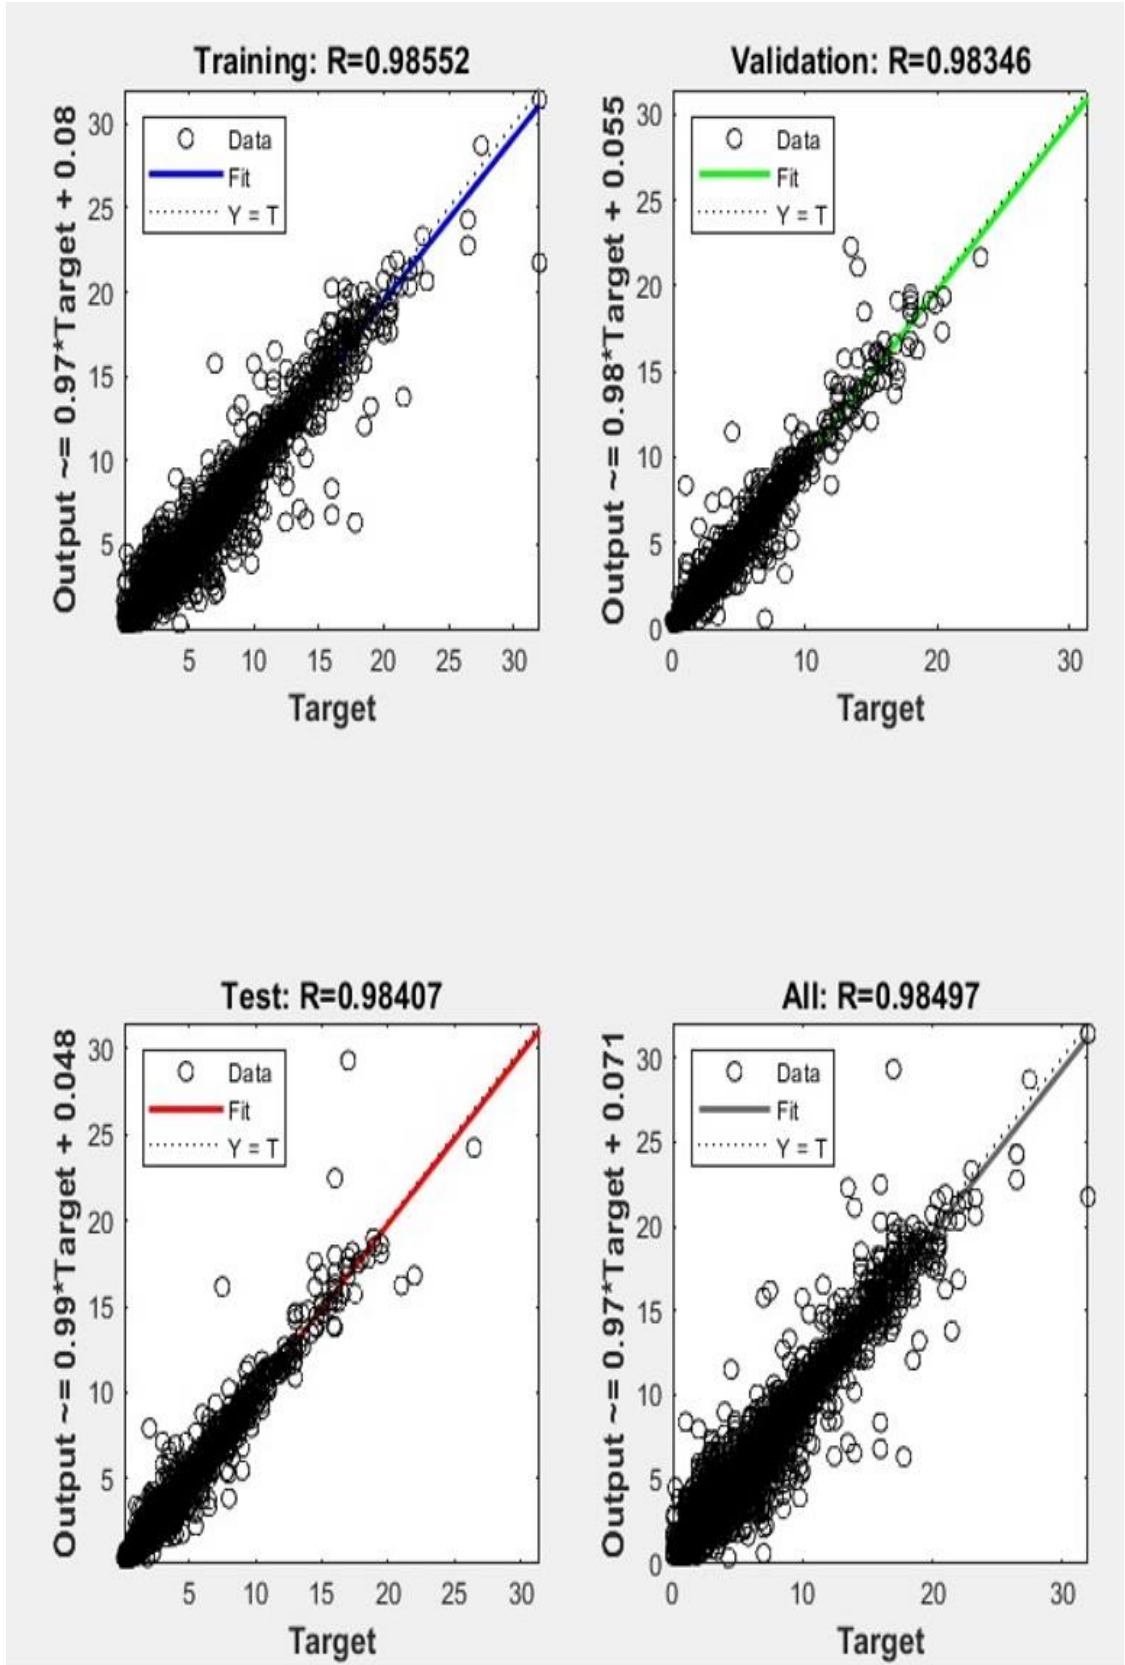 Training: R=0.98552
Output ~= 0.97*Target + 0.08
Data
Fit
Y = T
30
25
20
15
10
5
5 10 15 20 25 30
Target
Validation: R=0.98346
Output ~= 0.98*Target + 0.055
Data
Fit
Y = T
30
25
20
15
10
5
0
0 10 20 30
Target
Test: R=0.98407
Output ~= 0.99*Target + 0.048
Data
Fit
Y = T
30
25
20
15
10
5
5 10 15 20 25 30
Target
All: R=0.98497
Output ~= 0.97*Target + 0.071
Data
Fit
Y = T
30
25
20
15
10
5
0
0 10 20 30
Target